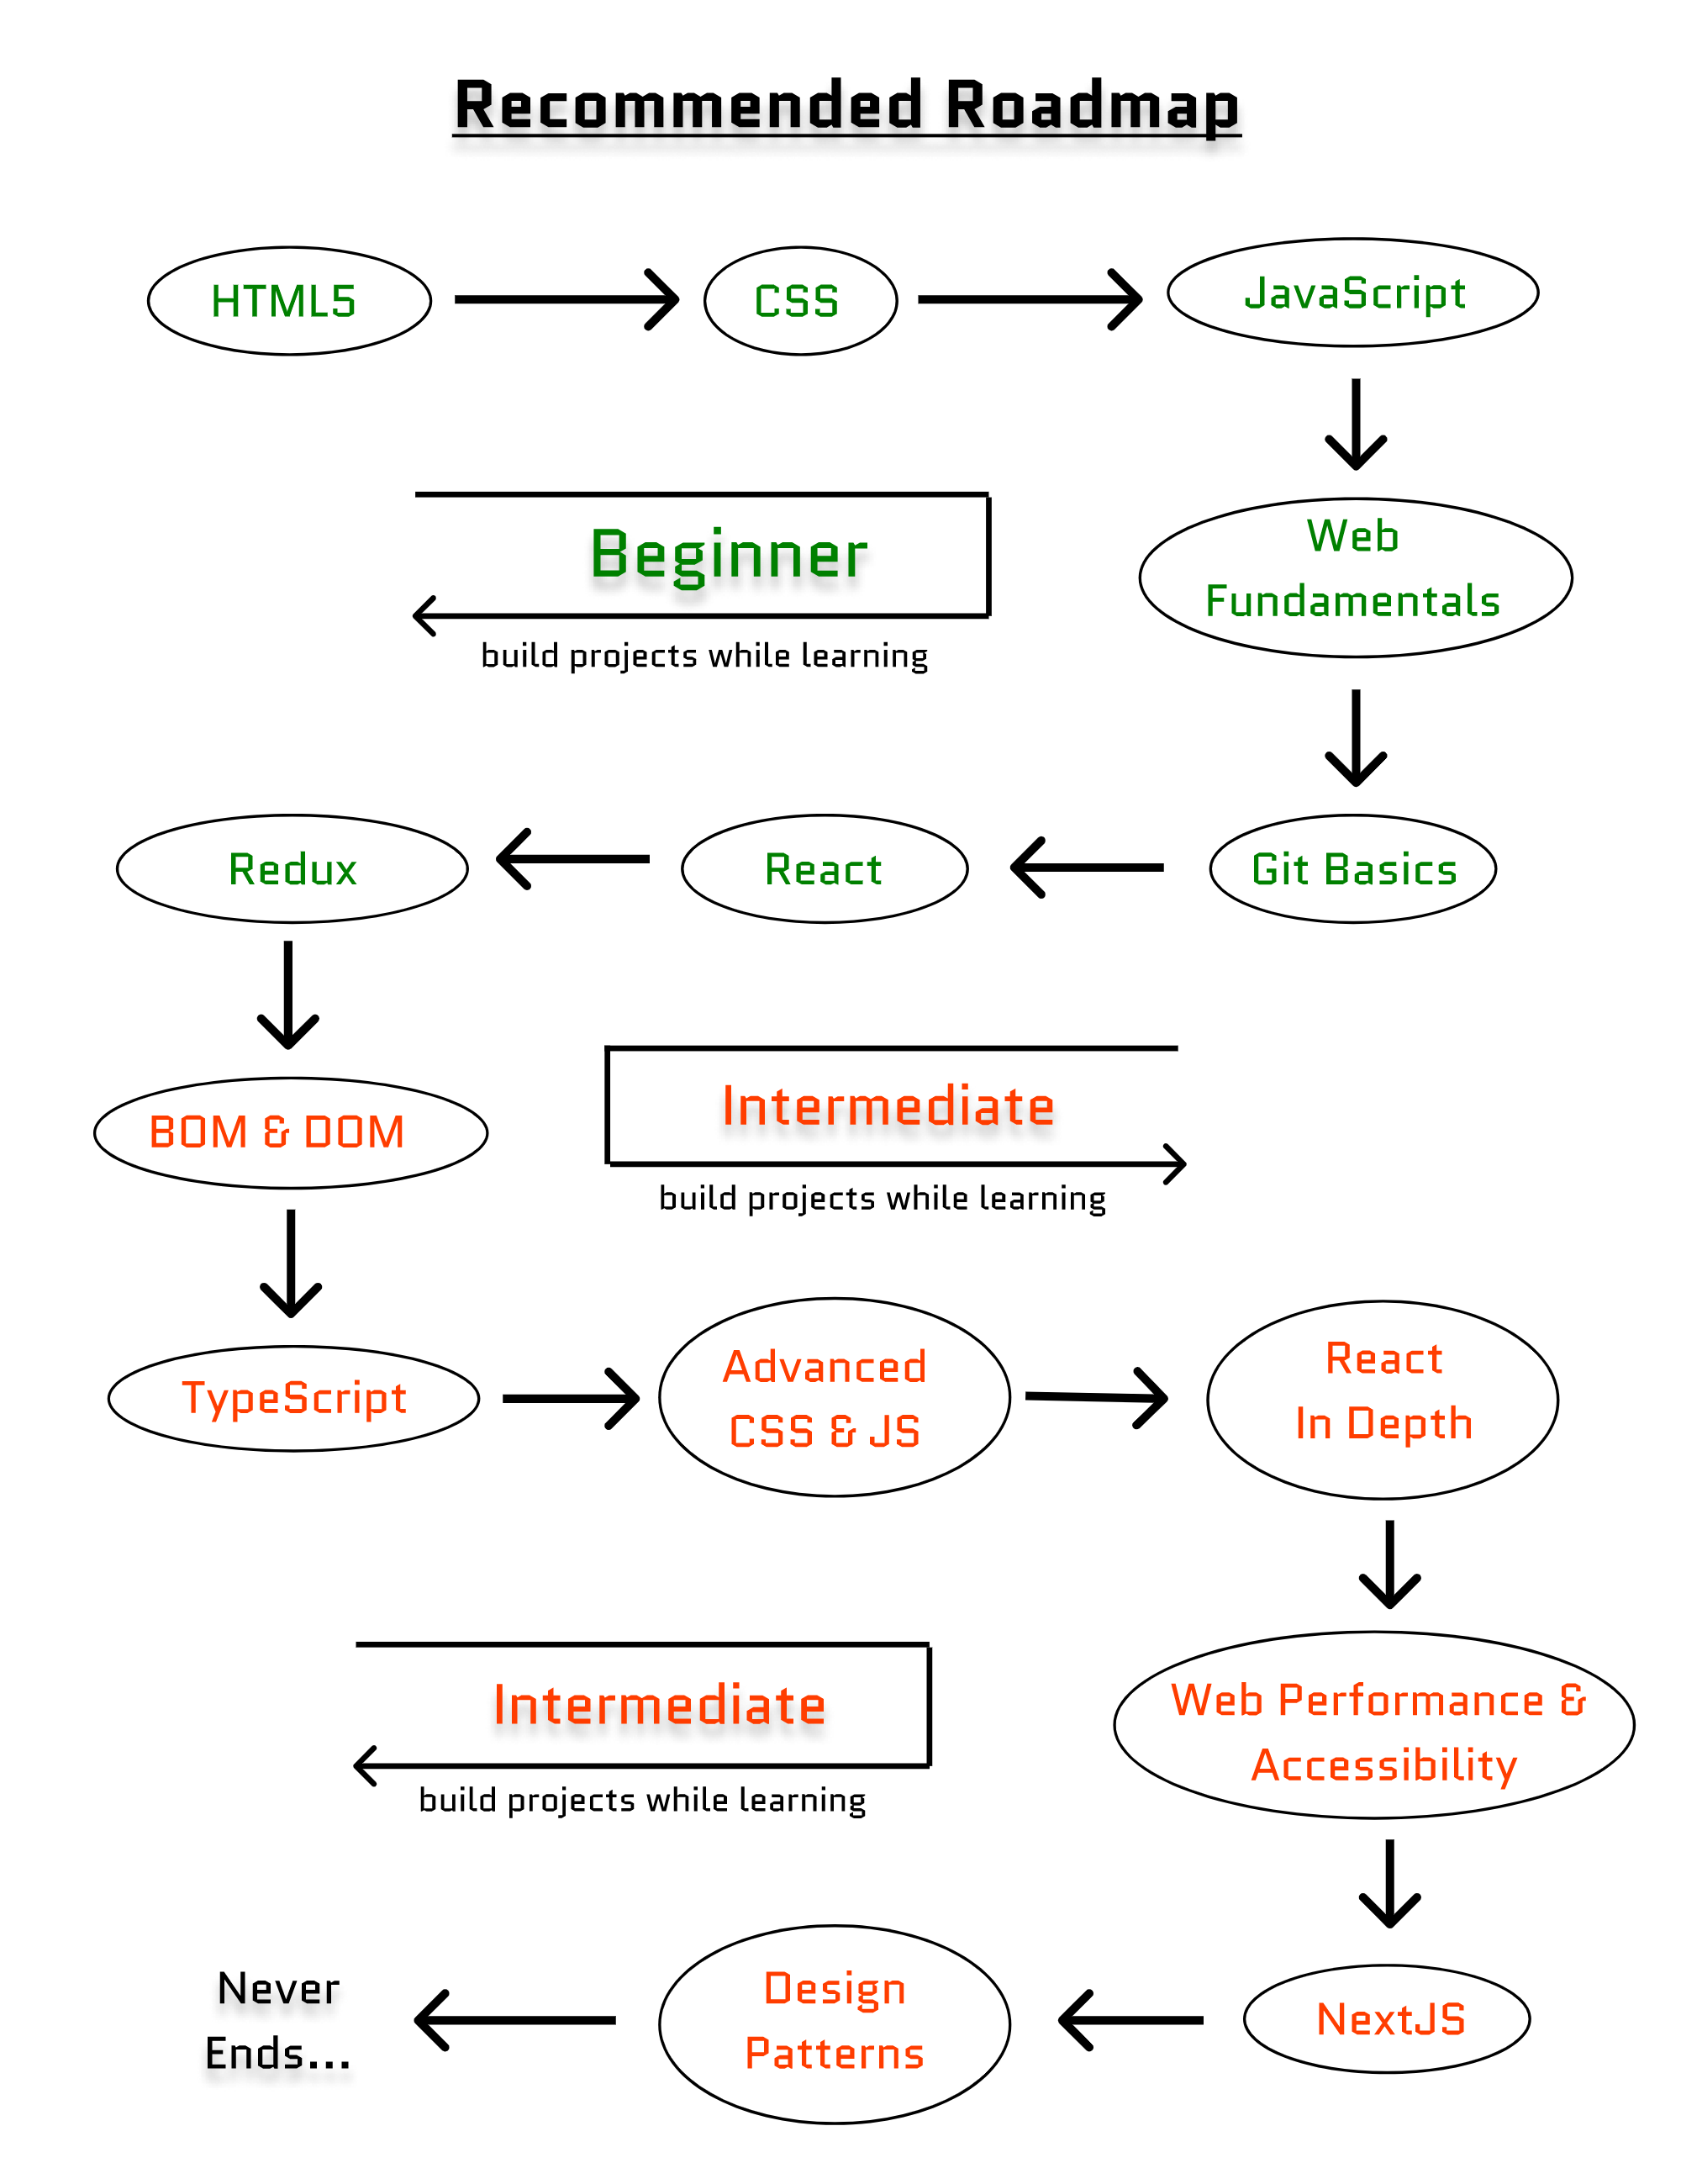 Recommended Roadmap
HTML5
CSS
JavaScript
Beginner
build projects while learning
Web
Fundamentals
Redux
React
Git Basics
BOM & DOM
Intermediate
build projects while learning
TypeScript
Advanced
CSS & JS
React
In Depth
Intermediate
build projects while learning
Web Performance &
Accessibility
Never
Ends...
Design
Patterns
NextJS